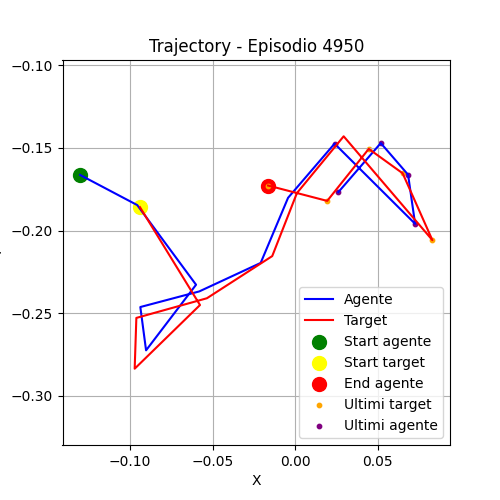 Trajectory - Episodio 4950
−0.10
−0.15
−0.20
−0.25
−0.30
−0.10
−0.05
0.00
0.05
X
Agente
Target
Start agente
Start target
End agente
Ultimi target
Ultimi agente